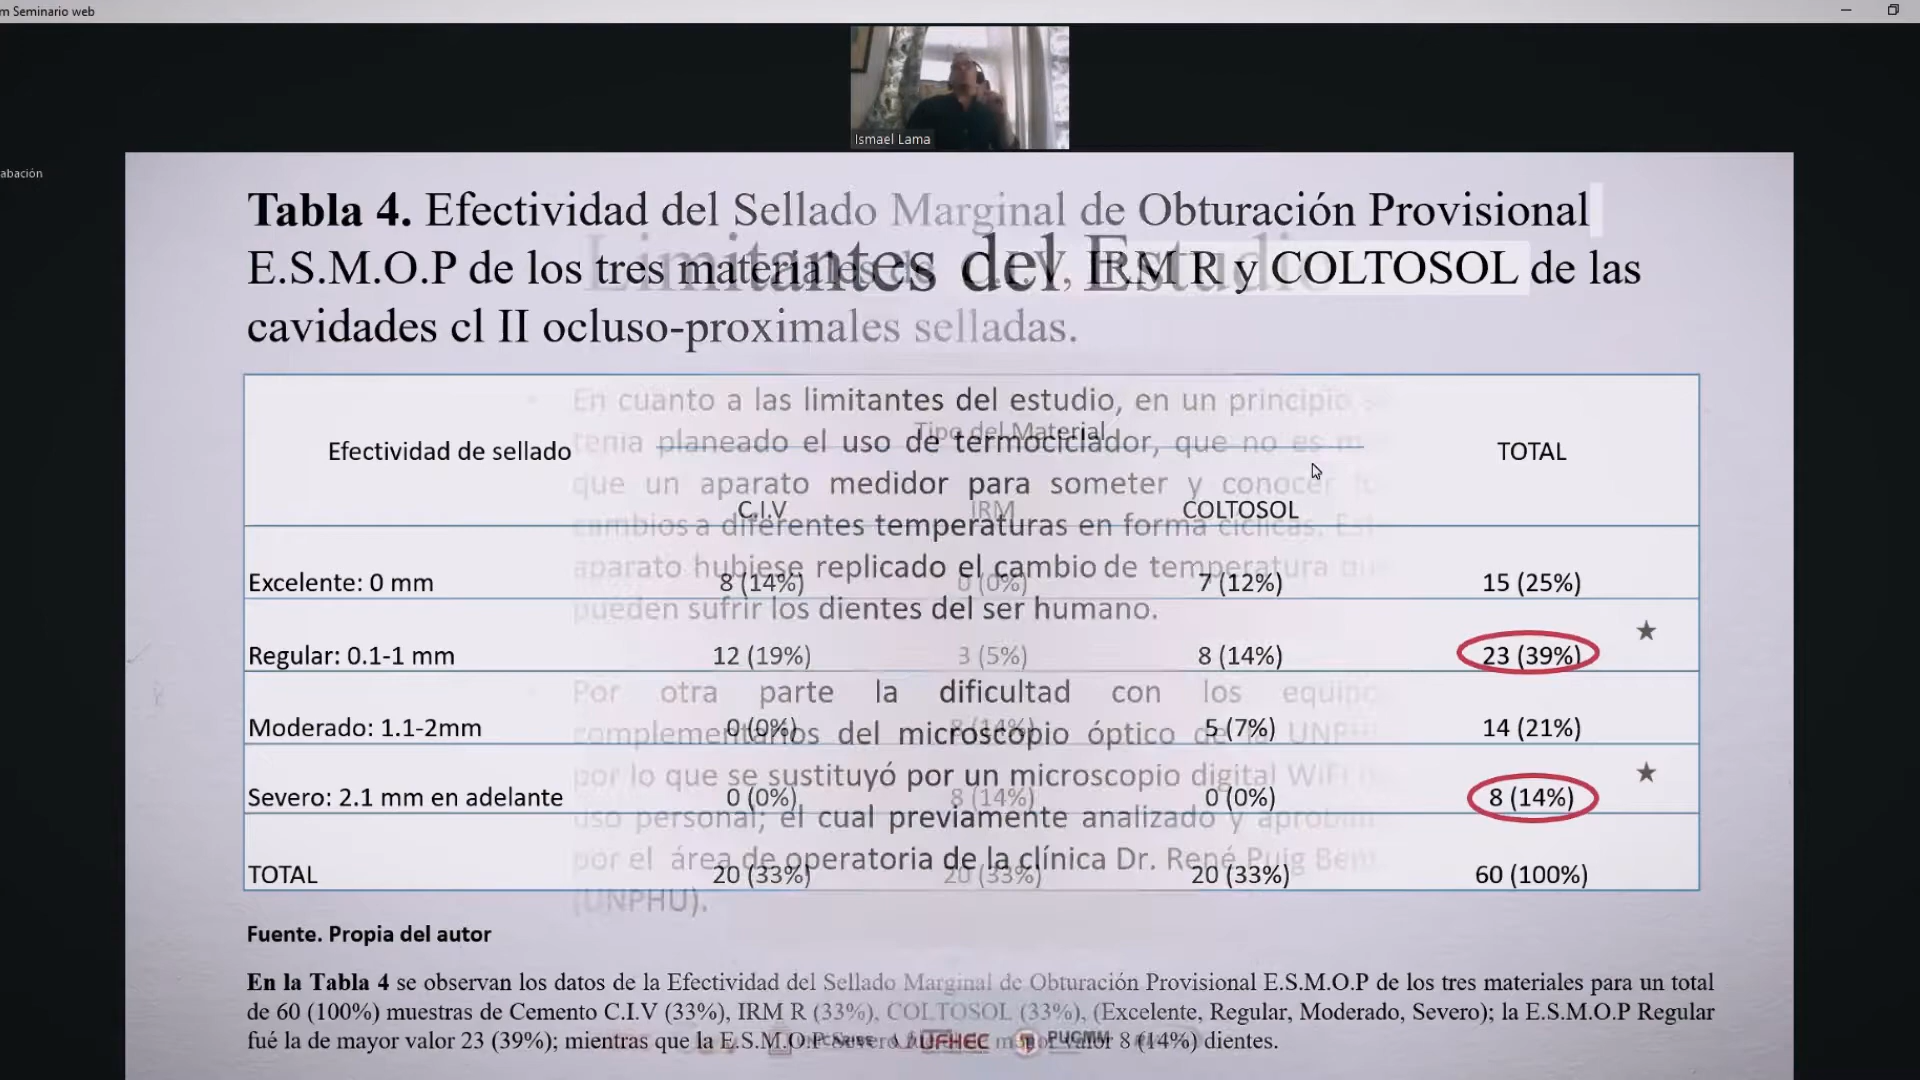 m Seminario web
Ismael Lama
abación
Tabla 4. Efectividad del Sellado Marginal de Obturación Provisional
E.S.M.O.P de los tres materiales de C.I.V, IRM R y COLTOSOL de las
cavidades cl II ocluso-proximales selladas.
Limitantes del Estudio
Efectividad de sellado
Tipo del Material
TOTAL
C.I.V IRM COLTOSOL
Excelente: 0 mm 8 (14%) 0 (0%) 7 (12%) 15 (25%)
Regular: 0.1-1 mm 12 (19%) 3 (5%) 8 (14%) 23 (39%)
Moderado: 1.1-2mm 0 (0%) 8 (14%) 5 (7%) 14 (21%)
Severo: 2.1 mm en adelante 0 (0%) 8 (14%) 0 (0%) 8 (14%)
TOTAL 20 (33%) 20 (33%) 20 (33%) 60 (100%)
En cuanto a las limitantes del estudio, en un principio
tenia planeado el uso de termociclador, que no es
que un aparato medidor para someter y conocer
cambios a diferentes temperaturas en forma cíclicas.
aparato hubiese replicado el cambio de temperatura
pueden sufrir los dientes del ser humano.
Por otra parte la dificultad con los
complementarios del microscopio óptico de
por lo que se sustituyó por un microscopio digital WiFi
uso personal; el cual previamente analizado y
por el área de operatoria de la clínica Dr. René Puig
(UNPHU).
Fuente. Propia del autor
En la Tabla 4 se observan los datos de la Efectividad del Sellado Marginal de Obturación Provisional E.S.M.O.P de los tres materiales para un total
de 60 (100%) muestras de Cemento C.I.V (33%), IRM R (33%), COLTOSOL (33%), (Excelente, Regular, Moderado, Severo); la E.S.M.O.P Regular
fué la de mayor valor 23 (39%); mientras que la E.S.M.O.P Severo valor 8 (14%) dientes.
UFHEC
PUCMM